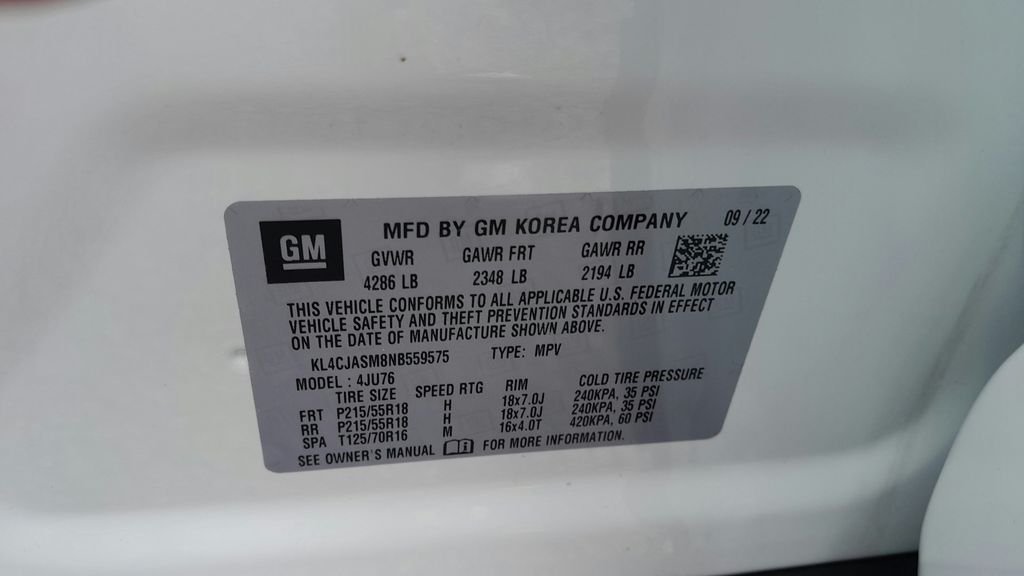 GM
MFD BY GM KOREA COMPANY 09 / 22
GVWR GAWR FRT GAWR RR
4286 LB 2348 LB 2194 LB
THIS VEHICLE CONFORMS TO ALL APPLICABLE U.S. FEDERAL MOTOR
VEHICLE SAFETY AND THEFT PREVENTION STANDARDS IN EFFECT
ON THE DATE OF MANUFACTURE SHOWN ABOVE.
KL4CJASM8NB559575 TYPE: MPV
MODEL : 4JU76
TIRE SIZE SPEED RTG RIM COLD TIRE PRESSURE
FRT P215/55R18 H 18x7.0J 240KPA, 35 PSI
RR P215/55R18 H 18x7.0J 240KPA, 35 PSI
SPA T125/70R16 M 16x4.0T 420KPA, 60 PSI
SEE OWNER'S MANUAL FOR MORE INFORMATION.